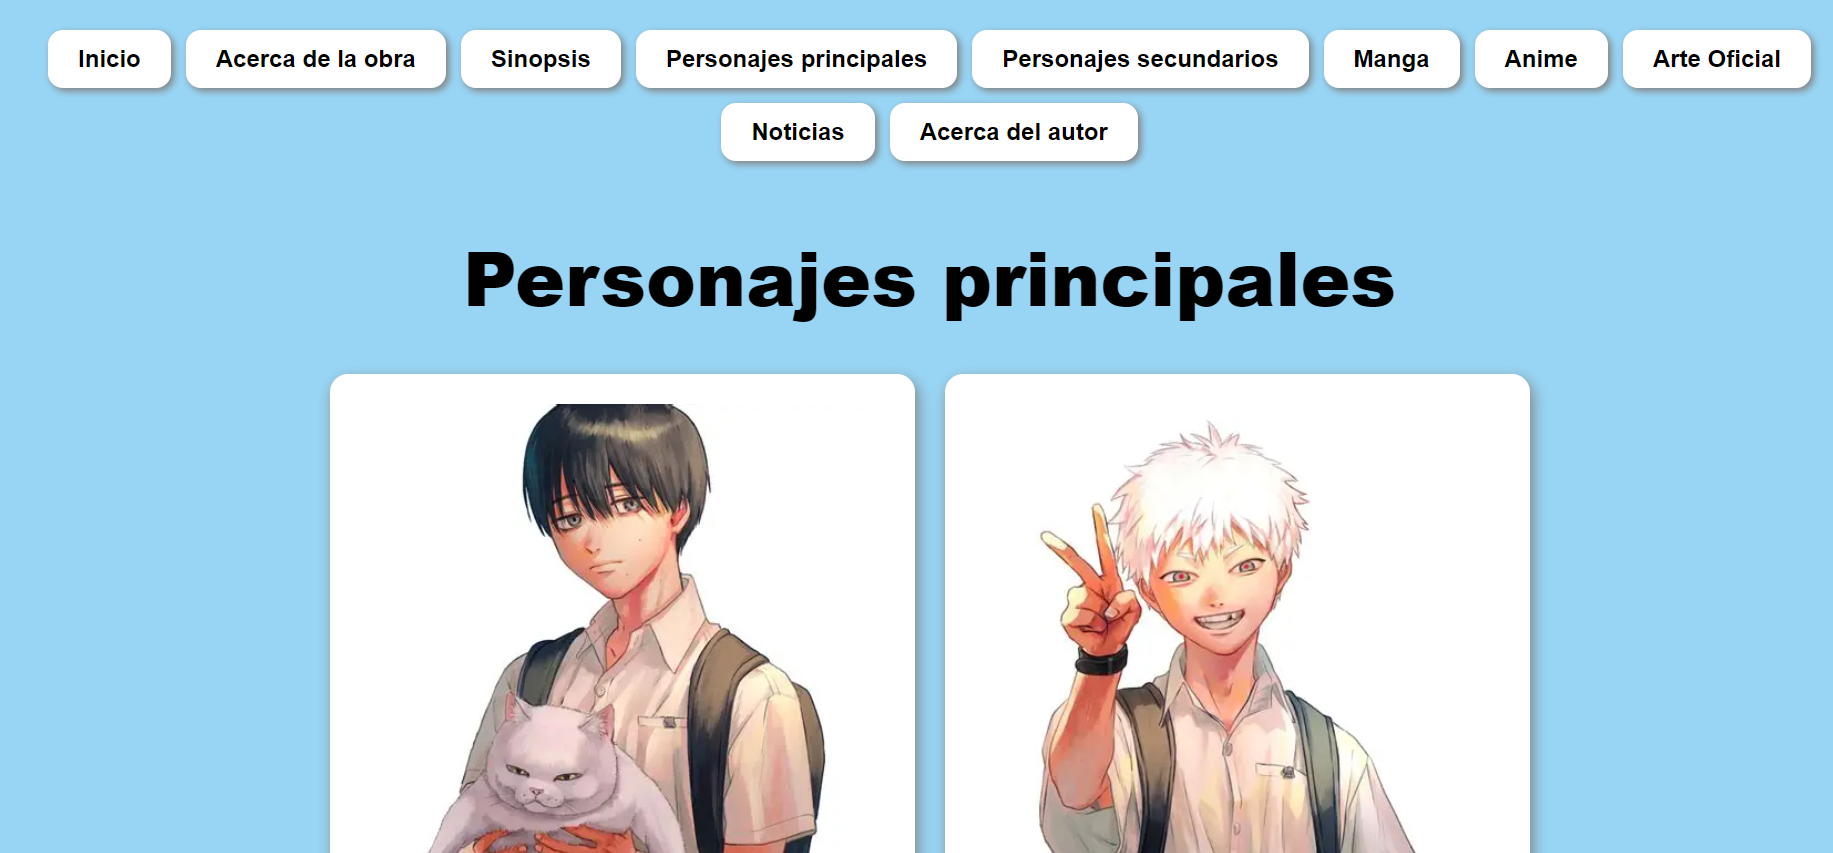 Inicio Acerca de la obra Sinopsis Personajes principales Personajes secundarios Manga Anime Arte Oficial
Noticias Acerca del autor
Personajes principales